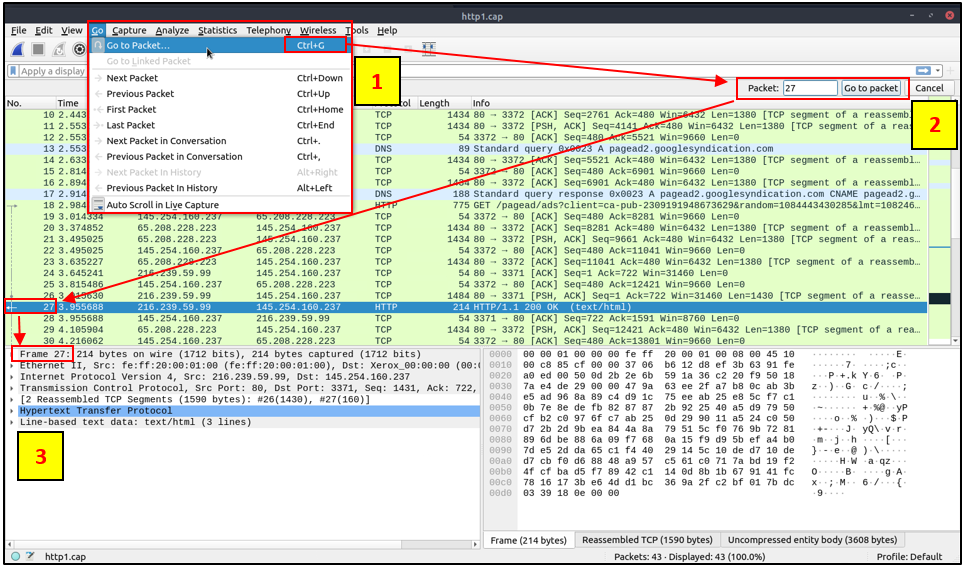 http1.cap
File Edit View Go Capture Analyze Statistics Telephony Wireless Tools Help
Go to Packet... Ctrl+G
Go to Linked Packet
Next Packet Ctrl+Down
Previous Packet Ctrl+Up
First Packet Ctrl+Home
Last Packet Ctrl+End
Next Packet in Conversation Ctrl+.
Previous Packet in Conversation Ctrl+,
Next Packet In History Alt+Right
Previous Packet In History Alt+Left
Auto Scroll in Live Capture
1
Apply a display
Packet: 27 Go to packet Cancel
2
No. Time Length Info
10 2.443 TCP 1434 80 → 3372 [ACK] Seq=2761 Ack=480 Win=6432 Len=1380 [TCP segment of a reassembl...
11 2.553 TCP 1434 80 → 3372 [PSH, ACK] Seq=4141 Ack=480 Win=6432 Len=1380 [TCP segment of a reas...
12 2.553 TCP 54 3372 → 80 [ACK] Seq=480 Ack=5521 Win=9660 Len=0
13 2.553 DNS 89 Standard query 0x0023 A pagead2.googlesyndication.com
14 2.633 TCP 1434 80 → 3372 [ACK] Seq=5521 Ack=480 Win=6432 Len=1380 [TCP segment of a reassembl...
15 2.814 TCP 54 3372 → 80 [ACK] Seq=480 Ack=6901 Win=9660 Len=0
16 2.894 TCP 1434 80 → 3372 [ACK] Seq=6901 Ack=480 Win=6432 Len=1380 [TCP segment of a reassembl...
17 2.914 DNS 188 Standard query response 0x0023 A pagead2.googlesyndication.com CNAME pagead2.g...
18 2.984 HTTP 775 GET /pagead/ads?client=ca-pub-2309191948673629&random=1084443430285&lmt=108246...
19 3.014334 145.254.160.237 65.208.228.223 TCP 54 3372 → 80 [ACK] Seq=480 Ack=8281 Win=9660 Len=0
20 3.374852 65.208.228.223 145.254.160.237 TCP 1434 80 → 3372 [ACK] Seq=8281 Ack=480 Win=6432 Len=1380 [TCP segment of a reassembl...
21 3.495025 65.208.228.223 145.254.160.237 TCP 1434 80 → 3372 [PSH, ACK] Seq=9661 Ack=480 Win=6432 Len=1380 [TCP segment of a reas...
22 3.495025 145.254.160.237 65.208.228.223 TCP 54 3372 → 80 [ACK] Seq=480 Ack=11041 Win=9660 Len=0
23 3.635227 65.208.228.223 145.254.160.237 TCP 1434 80 → 3372 [ACK] Seq=11041 Ack=480 Win=6432 Len=1380 [TCP segment of a reassemb...
24 3.645241 216.239.59.99 145.254.160.237 TCP 54 80 → 3371 [ACK] Seq=1 Ack=722 Win=31460 Len=0
25 3.815486 145.254.160.237 65.208.228.223 TCP 54 3372 → 80 [ACK] Seq=480 Ack=12421 Win=9660 Len=0
26 216.239.59.99 145.254.160.237 TCP 1484 80 → 3371 [PSH, ACK] Seq=1 Ack=722 Win=31460 Len=1430 [TCP segment of a reasse...
27 3.955688 216.239.59.99 145.254.160.237 HTTP 214 HTTP/1.1 200 OK (text/html)
28 3.955688 145.254.160.237 216.239.59.99 TCP 54 3371 → 80 [ACK] Seq=722 Ack=1591 Win=8760 Len=0
29 4.105904 65.208.228.223 145.254.160.237 TCP 1434 80 → 3372 [PSH, ACK] Seq=12421 Ack=480 Win=6432 Len=1380 [TCP segment of a rea...
30 4.216062 145.254.160.237 65.208.228.223 TCP 54 3372 → 80 [ACK] Seq=480 Ack=13801 Win=9660 Len=0
Frame 27: 214 bytes on wire (1712 bits), 214 bytes captured (1712 bits)
Ethernet II, Src: fe:ff:20:00:01:00 (fe:ff:20:00:01:00), Dst: Xerox_00:00:00 (00:
Internet Protocol Version 4, Src: 216.239.59.99, Dst: 145.254.160.237
Transmission Control Protocol, Src Port: 80, Dst Port: 3371, Seq: 1431, Ack: 722,
[2 Reassembled TCP Segments (1590 bytes): #26(1430), #27(160)]
Hypertext Transfer Protocol
Line-based text data: text/html (3 lines)
3
0000 00 00 01 00 00 00 fe ff 20 00 01 00 08 00 45 10
0010 00 c8 85 cf 00 00 37 06 b6 12 d8 ef 3b 63 91 fe
0020 a0 ed 00 50 0d 2b 2e 6b 59 1a 36 c2 20 f9 50 18
0030 7a e4 de 29 00 00 47 9a 63 ee 2f a7 b8 0c ab 3b
0040 e5 ad 96 8a 89 c4 d9 1c 75 ee ab 25 e8 5c f7 c1
0050 0b 7e 8e de fb 82 87 87 2b 92 25 40 a5 d9 79 50
0060 cf b2 c0 97 6f c7 ab 25 0d 29 90 11 a5 24 c0 50
0070 d7 2b 2d 9b ea 84 4a 8a 79 51 5c f0 76 9b 72 81
0080 89 6d be 88 6a 09 f7 68 0a 15 f9 d9 5b ef a4 b0
0090 7d e5 2d da 65 c1 f4 40 29 14 5c 10 de d7 10 de
00a0 d7 cb f0 d6 88 48 a9 57 c5 61 c0 71 7a bd 19 f2
00b0 4f cf ba d5 f7 89 42 c1 14 0d 8b 1b 67 91 41 fc
00c0 78 16 17 3b e6 4d d1 bc 36 9a 2f c2 bf 01 7b dc
00d0 03 39 18 0e 00 00
Frame (214 bytes) Reassembled TCP (1590 bytes) Uncompressed entity body (3608 bytes)
http1.cap Packets: 43 · Displayed: 43 (100.0%) Profile: Default